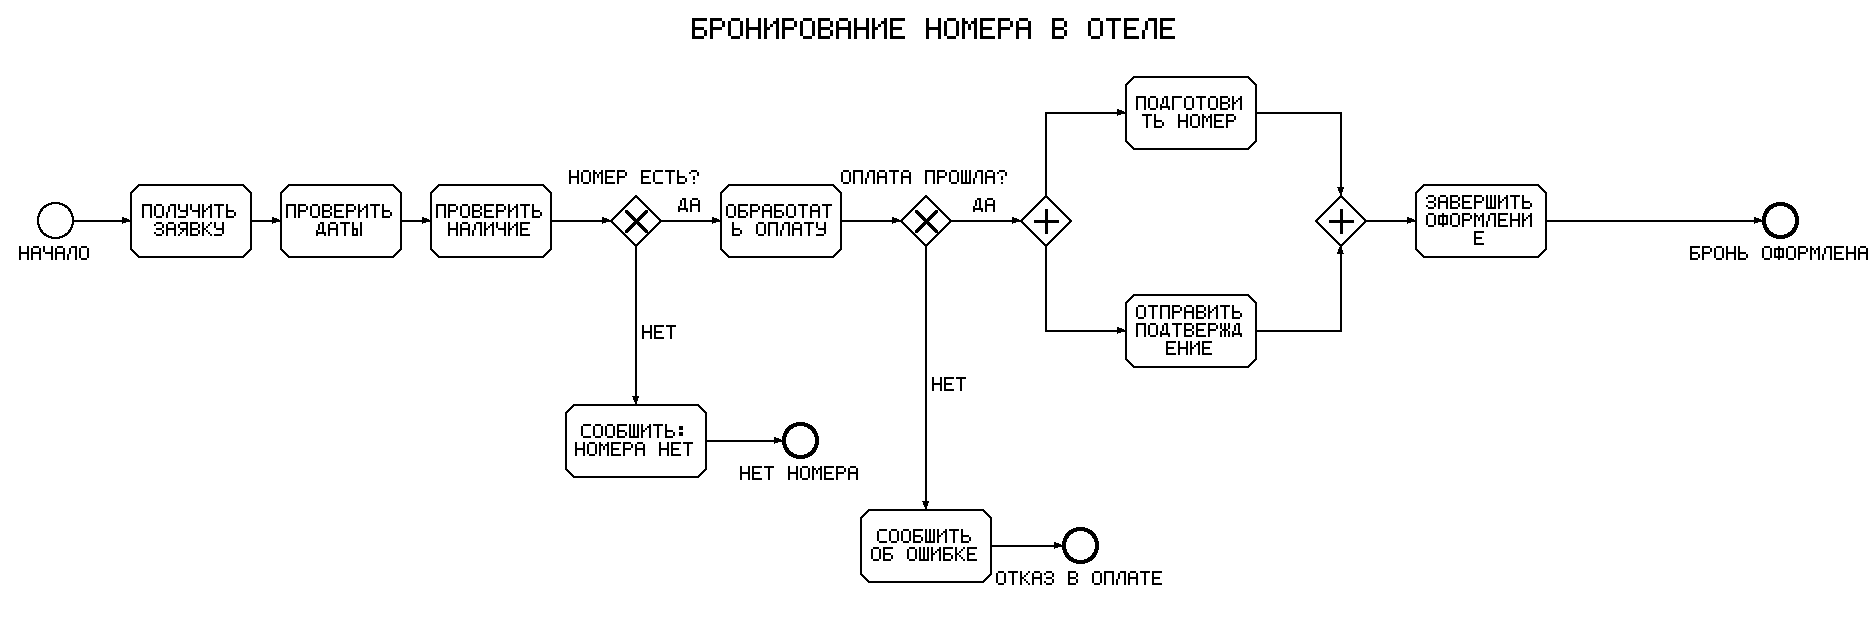 БРОНИРОВАНИЕ НОМЕРА В ОТЕЛЕ
НАЧАЛО
ПОЛУЧИТЬ
ЗАЯВКУ
ПРОВЕРИТЬ
ДАТЫ
ПРОВЕРИТЬ
НАЛИЧИЕ
НОМЕР ЕСТЬ?
ДА
НЕТ
СООБШИТЬ:
НОМЕРА НЕТ
НЕТ НОМЕРА
ОБРАБОТАТ
Ь ОПЛАТУ
ОПЛАТА ПРОШЛА?
ДА
НЕТ
СООБШИТЬ
ОБ ОШИБКЕ
ОТКАЗ В ОПЛАТЕ
ПОДГОТОВИ
ТЬ НОМЕР
ОТПРАВИТЬ
ПОДТВЕРЖД
ЕНИЕ
ЗАВЕРШИТЬ
ОФОРМЛЕНИ
Е
БРОНЬ ОФОРМЛЕНА